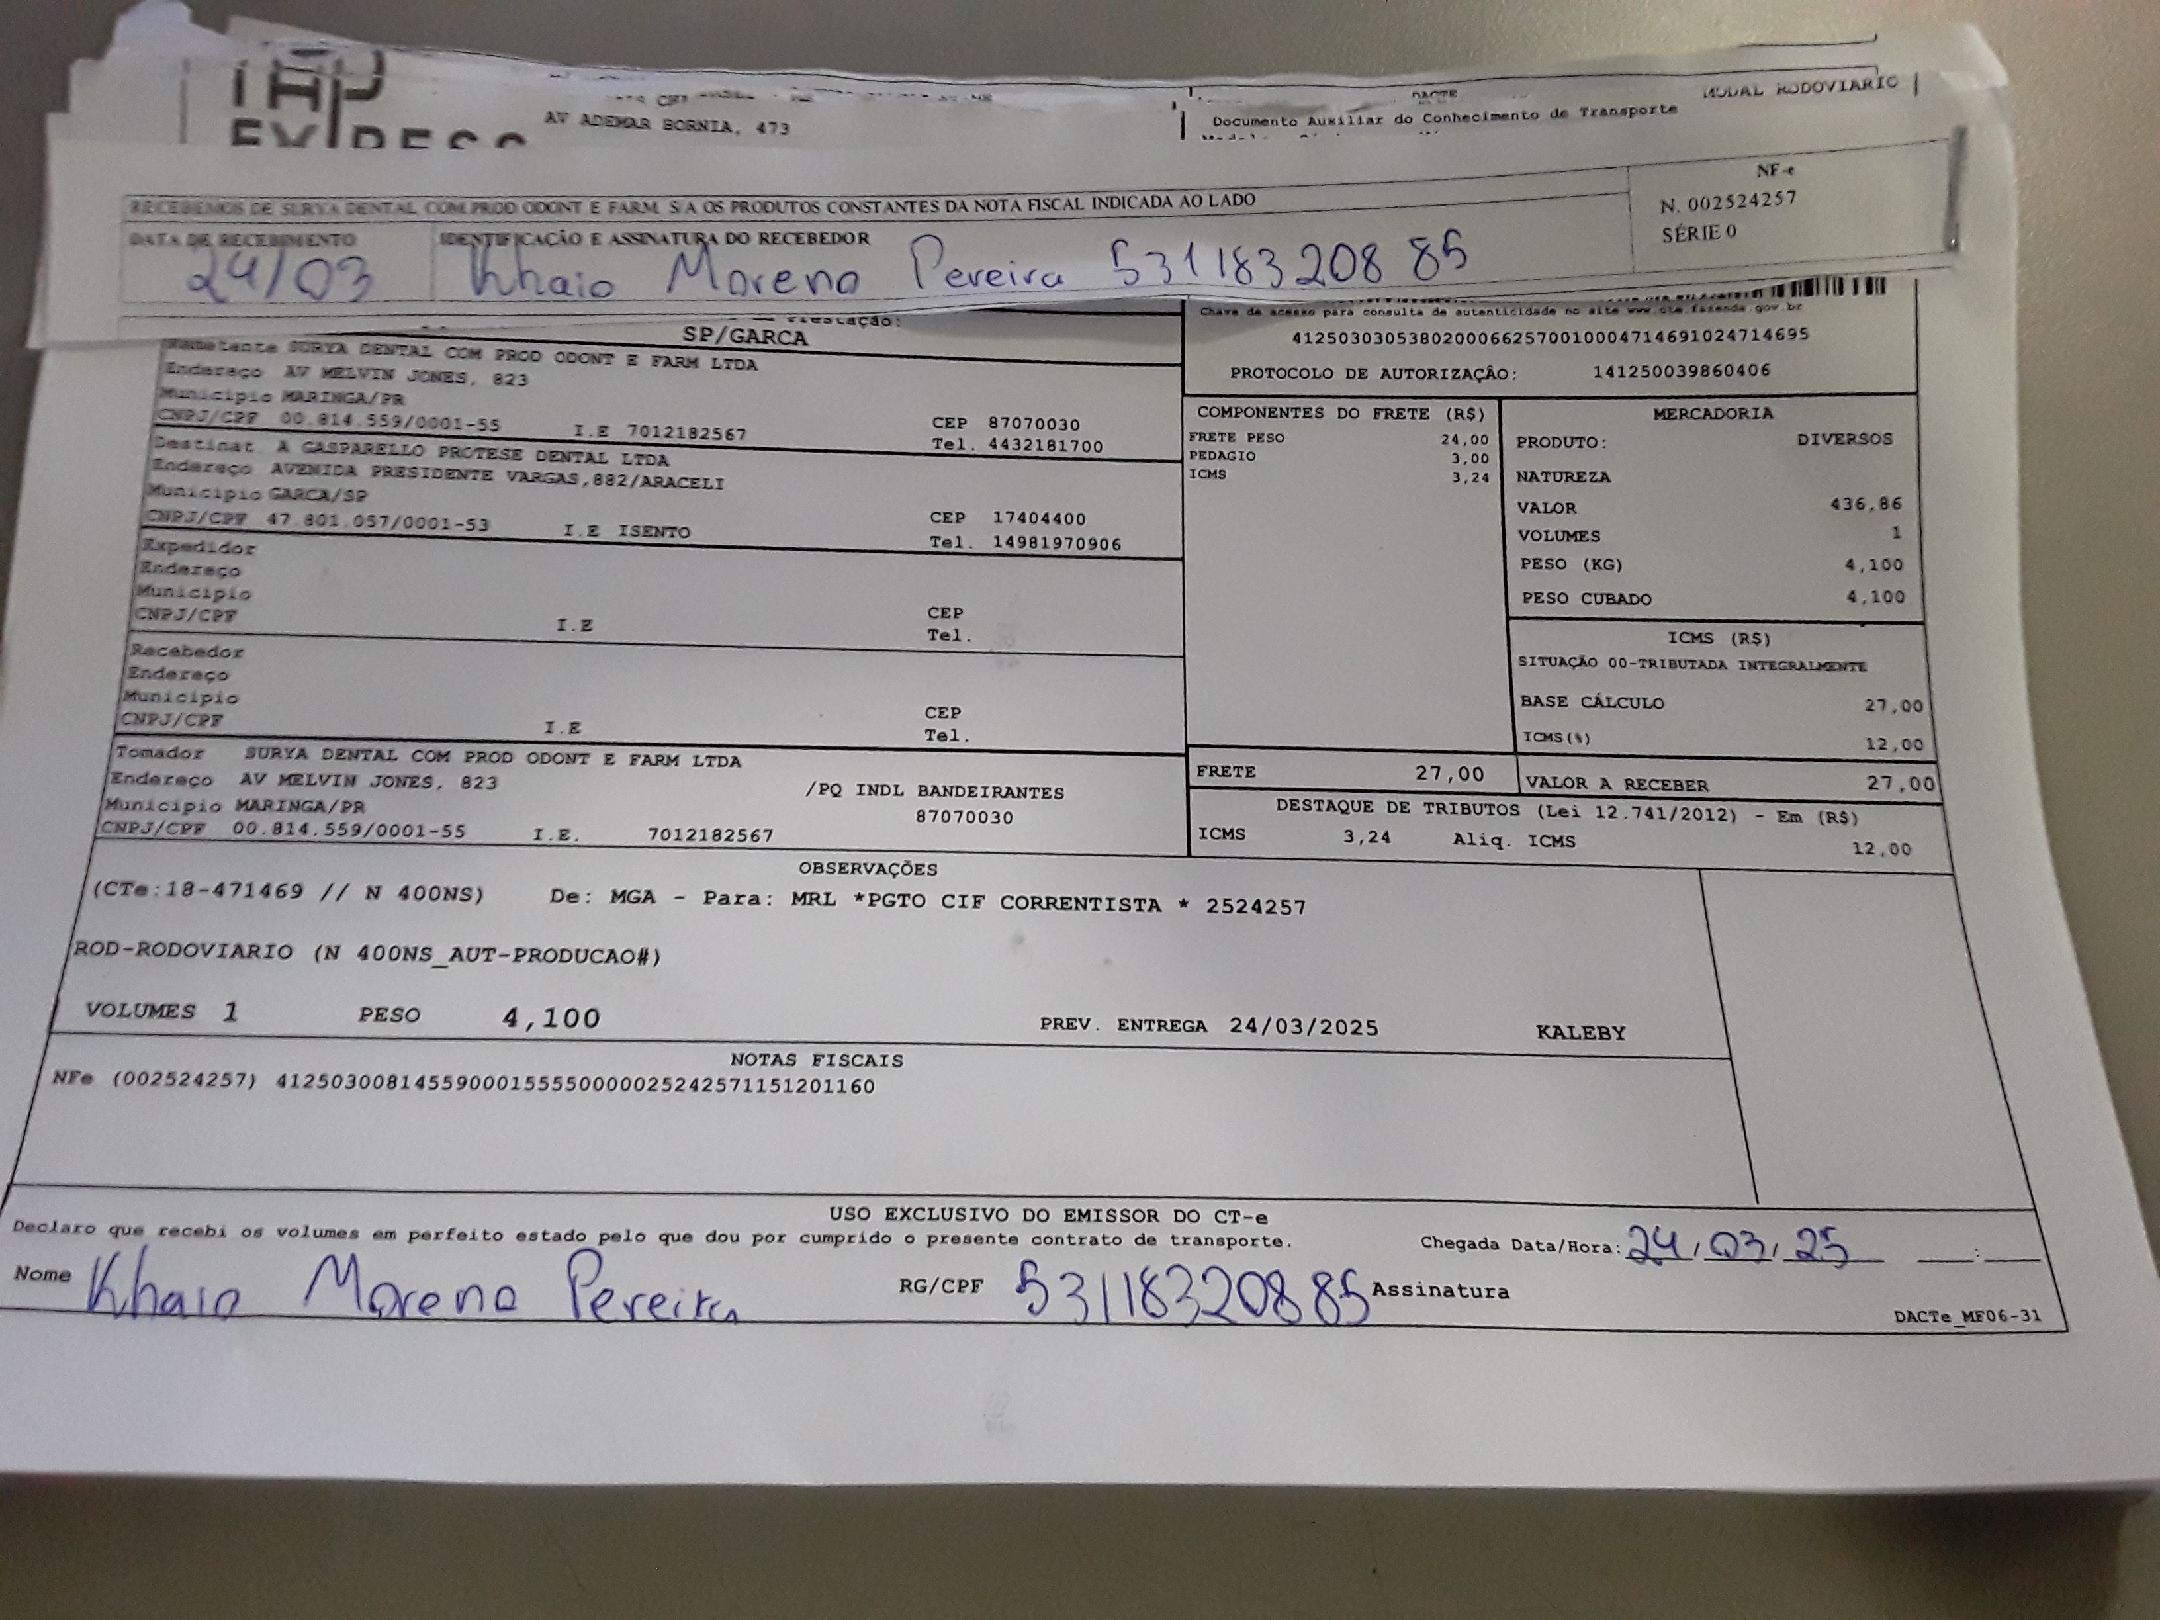 EXPRESS
AV ADEMAR BORNIA, 473
DACTE
MODAL RODOVIARIO
Documento Auxiliar do Conhecimento de Transporte
RECEBEMOS DE SURYA DENTAL COM PROD ODONT E FARM S/A OS PRODUTOS CONSTANTES DA NOTA FISCAL INDICADA AO LADO
NF-e
N. 002524257
SÉRIE 0
DATA DE RECEBIMENTO
IDENTIFICAÇÃO E ASSINATURA DO RECEBEDOR
24/03
Khaio Moreno Pereira 53118320885
SP/GARCA
Remetente SURYA DENTAL COM PROD ODONT E FARM LTDA
Endereço AV MELVIN JONES, 823
Municipio MARINGA/PR
CNPJ/CPF 00.814.559/0001-55 I.E 7012182567
CEP 87070030
Tel. 4432181700
Destinat A GASPARELLO PROTESE DENTAL LTDA
Endereço AVENIDA PRESIDENTE VARGAS,882/ARACELI
Municipio GARCA/SP
CNPJ/CPF 47.801.057/0001-53 I.E ISENTO
CEP 17404400
Tel. 14981970906
Expedidor
Endereço
Municipio
CNPJ/CPF I.E
CEP
Tel.
Recebedor
Endereço
Municipio
CNPJ/CPF I.E
CEP
Tel.
Tomador SURYA DENTAL COM PROD ODONT E FARM LTDA
Endereço AV MELVIN JONES, 823 /PQ INDL BANDEIRANTES
Municipio MARINGA/PR 87070030
CNPJ/CPF 00.814.559/0001-55 I.E. 7012182567
Chave de acesso para consulta de autenticidade no site www.cte.fazenda.gov.br
41250303053802000662570010004714691024714695
PROTOCOLO DE AUTORIZAÇÃO: 141250039860406
COMPONENTES DO FRETE (R$)
FRETE PESO 24,00
PEDAGIO 3,00
ICMS 3,24
MERCADORIA
PRODUTO: DIVERSOS
NATUREZA
VALOR 436,86
VOLUMES 1
PESO (KG) 4,100
PESO CUBADO 4,100
ICMS (R$)
SITUAÇÃO 00-TRIBUTADA INTEGRALMENTE
BASE CÁLCULO 27,00
ICMS(%) 12,00
FRETE 27,00
VALOR A RECEBER 27,00
DESTAQUE DE TRIBUTOS (Lei 12.741/2012) - Em (R$)
ICMS 3,24 Aliq. ICMS 12,00
OBSERVAÇÕES
(CTe:18-471469 // N 400NS) De: MGA - Para: MRL *PGTO CIF CORRENTISTA * 2524257
ROD-RODOVIARIO (N 400NS_AUT-PRODUCAO#)
VOLUMES 1 PESO 4,100 PREV. ENTREGA 24/03/2025 KALEBY
NOTAS FISCAIS
NFe (002524257) 41250300814559000155550000025242571151201160
USO EXCLUSIVO DO EMISSOR DO CT-e
Declaro que recebi os volumes em perfeito estado pelo que dou por cumprido o presente contrato de transporte.
Chegada Data/Hora: 24/03/25 __:__
Nome Khaio Moreno Pereira RG/CPF 53118320885 Assinatura
DACTe_MF06-31